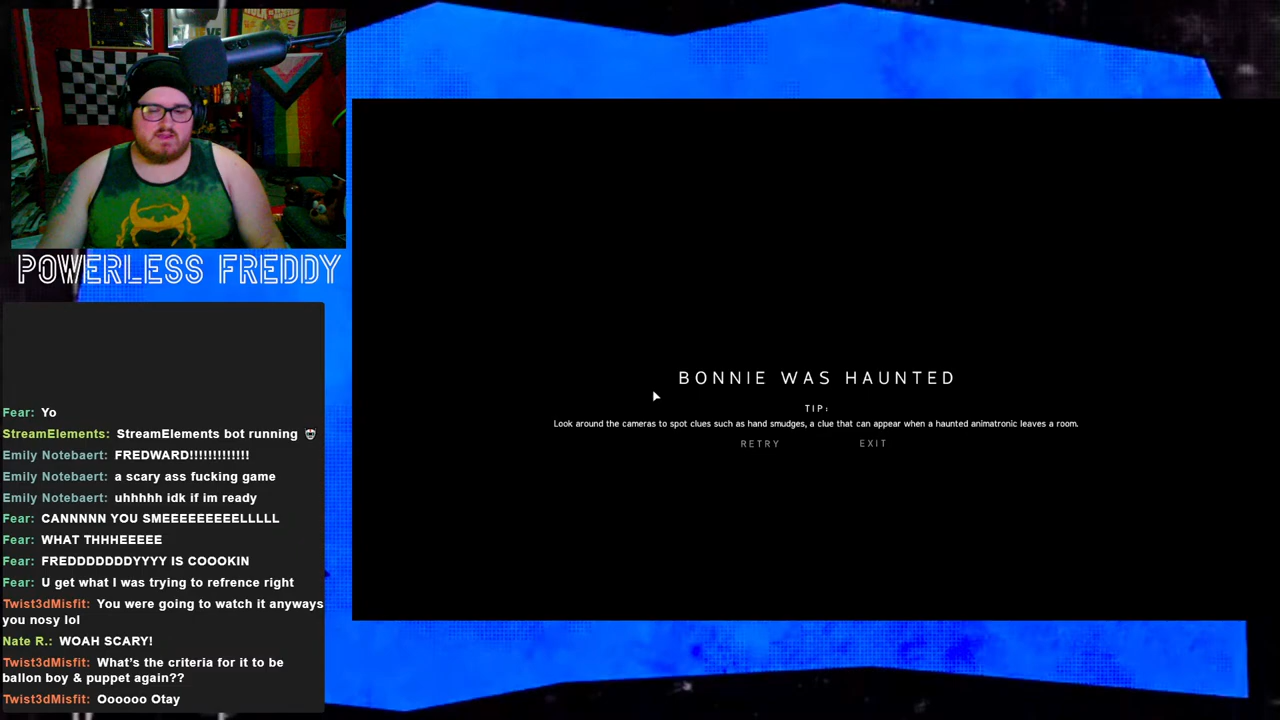 POWERLESS FREDDY
Fear: Yo
StreamElements: StreamElements bot running
Emily Notebaert: FREDWARD!!!!!!!!!!!!!
Emily Notebaert: a scary ass fucking game
Emily Notebaert: uhhhhh idk if im ready
Fear: CANNNNN YOU SMEEEEEEEEELLLLL
Fear: WHAT THHHEEEEE
Fear: FREDDDDDDDYYYY IS COOOKIN
Fear: U get what I was trying to refrence right
Twist3dMisfit: You were going to watch it anyways
you nosy lol
Nate R.: WOAH SCARY!
Twist3dMisfit: What's the criteria for it to be
ballon boy & puppet again??
Twist3dMisfit: Oooooo Otay
BONNIE WAS HAUNTED
TIP:
Look around the cameras to spot clues such as hand smudges, a clue that can appear when a haunted animatronic leaves a room.
RETRY EXIT